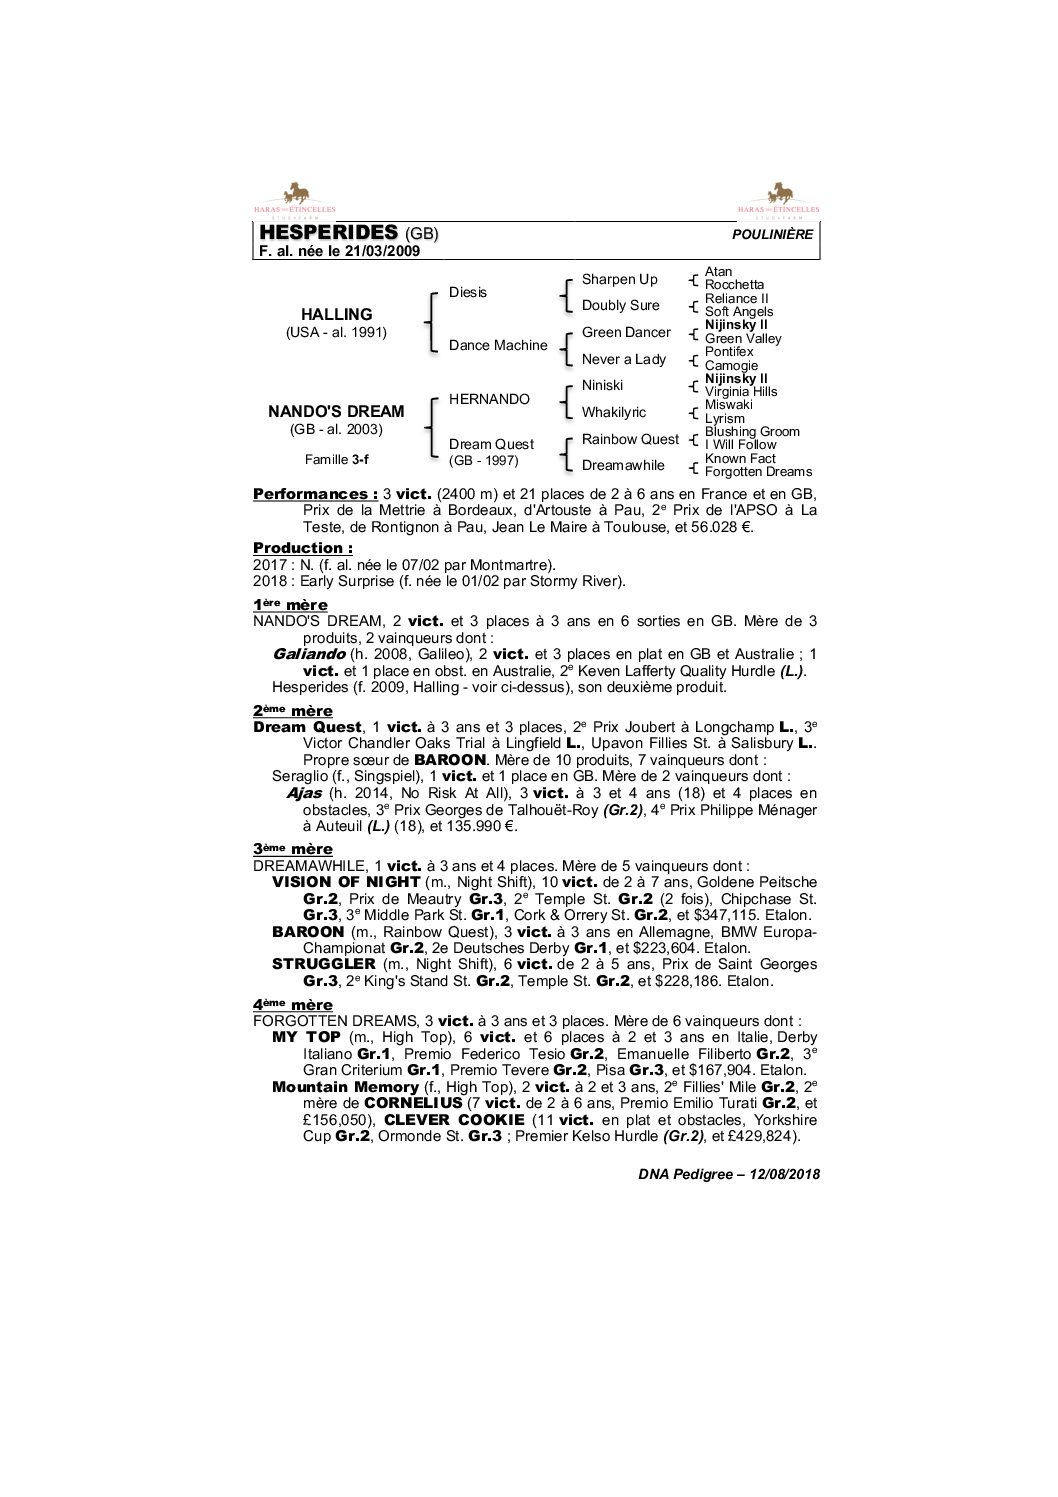 HARAS DES ÉTINCELLES
STUDFARM
HARAS DES ÉTINCELLES
STUDFARM
HESPERIDES (GB)
POULINIÈRE
F. al. née le 21/03/2009
HALLING
(USA - al. 1991)
NANDO'S DREAM
(GB - al. 2003)
Famille 3-f
Diesis
Dance Machine
HERNANDO
Dream Quest
(GB - 1997)
Sharpen Up
Doubly Sure
Green Dancer
Never a Lady
Niniski
Whakilyric
Rainbow Quest
Dreamawhile
Atan
Rocchetta
Reliance II
Soft Angels
Nijinsky II
Green Valley
Pontifex
Camogie
Nijinsky II
Virginia Hills
Miswaki
Lyrism
Blushing Groom
I Will Follow
Known Fact
Forgotten Dreams
Performances : 3 vict. (2400 m) et 21 places de 2 à 6 ans en France et en GB,
Prix de la Mettrie à Bordeaux, d'Artouste à Pau, 2e Prix de l'APSO à La
Teste, de Rontignon à Pau, Jean Le Maire à Toulouse, et 56.028 €.
Production :
2017 : N. (f. al. née le 07/02 par Montmartre).
2018 : Early Surprise (f. née le 01/02 par Stormy River).
1ère mère
NANDO'S DREAM, 2 vict. et 3 places à 3 ans en 6 sorties en GB. Mère de 3
produits, 2 vainqueurs dont :
Galiando (h. 2008, Galileo), 2 vict. et 3 places en plat en GB et Australie ; 1
vict. et 1 place en obst. en Australie, 2e Keven Lafferty Quality Hurdle (L.).
Hesperides (f. 2009, Halling - voir ci-dessus), son deuxième produit.
2ème mère
Dream Quest, 1 vict. à 3 ans et 3 places, 2e Prix Joubert à Longchamp L., 3e
Victor Chandler Oaks Trial à Lingfield L., Upavon Fillies St. à Salisbury L..
Propre sœur de BAROON. Mère de 10 produits, 7 vainqueurs dont :
Seraglio (f., Singspiel), 1 vict. et 1 place en GB. Mère de 2 vainqueurs dont :
Ajas (h. 2014, No Risk At All), 3 vict. à 3 et 4 ans (18) et 4 places en
obstacles, 3e Prix Georges de Talhouët-Roy (Gr.2), 4e Prix Philippe Ménager
à Auteuil (L.) (18), et 135.990 €.
3ème mère
DREAMAWHILE, 1 vict. à 3 ans et 4 places. Mère de 5 vainqueurs dont :
VISION OF NIGHT (m., Night Shift), 10 vict. de 2 à 7 ans, Goldene Peitsche
Gr.2, Prix de Meautry Gr.3, 2e Temple St. Gr.2 (2 fois), Chipchase St.
Gr.3, 3e Middle Park St. Gr.1, Cork & Orrery St. Gr.2, et $347,115. Etalon.
BAROON (m., Rainbow Quest), 3 vict. à 3 ans en Allemagne, BMW Europa-
Championat Gr.2, 2e Deutsches Derby Gr.1, et $223,604. Etalon.
STRUGGLER (m., Night Shift), 6 vict. de 2 à 5 ans, Prix de Saint Georges
Gr.3, 2e King's Stand St. Gr.2, Temple St. Gr.2, et $228,186. Etalon.
4ème mère
FORGOTTEN DREAMS, 3 vict. à 3 ans et 3 places. Mère de 6 vainqueurs dont :
MY TOP (m., High Top), 6 vict. et 6 places à 2 et 3 ans en Italie, Derby
Italiano Gr.1, Premio Federico Tesio Gr.2, Emanuelle Filiberto Gr.2, 3e
Gran Criterium Gr.1, Premio Tevere Gr.2, Pisa Gr.3, et $167,904. Etalon.
Mountain Memory (f., High Top), 2 vict. à 2 et 3 ans, 2e Fillies' Mile Gr.2, 2e
mère de CORNELIUS (7 vict. de 2 à 6 ans, Premio Emilio Turati Gr.2, et
£156,050), CLEVER COOKIE (11 vict. en plat et obstacles, Yorkshire
Cup Gr.2, Ormonde St. Gr.3 ; Premier Kelso Hurdle (Gr.2), et £429,824).
DNA Pedigree – 12/08/2018